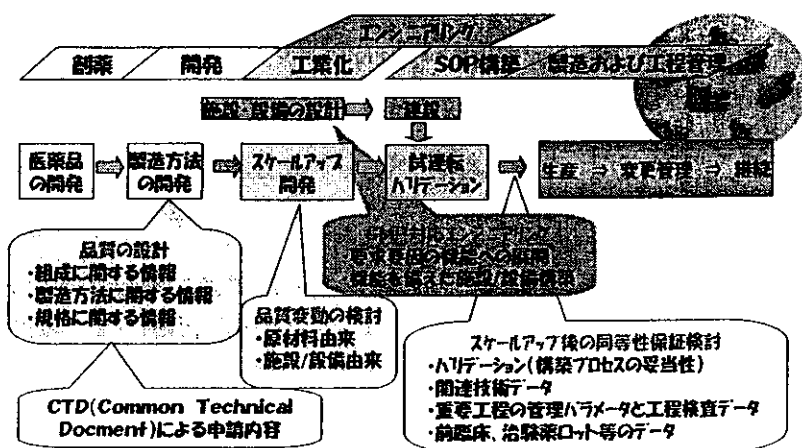 エンジニアリング
創薬
開発
工業化
SOP構築
製造および工程管理
施設・設備の設計
建設
医薬品
の開発
製造方法
の開発
スケールアップ
開発
試運転
バリデーション
生産 ⇒ 変更管理 ⇒ 継続
品質の設計
・組成に関する情報
・製造方法に関する情報
・規格に関する情報
品質変動の検討
・原材料由来
・施設/設備由来
スケールアップ後の同等性保証検討
・バリデーション(構築プロセスの妥当性)
・関連技術データ
・重要工程の管理パラメータと工程検査データ
・前臨床、治験薬ロット等のデータ
CTD(Common Technical
Docment)による申請内容